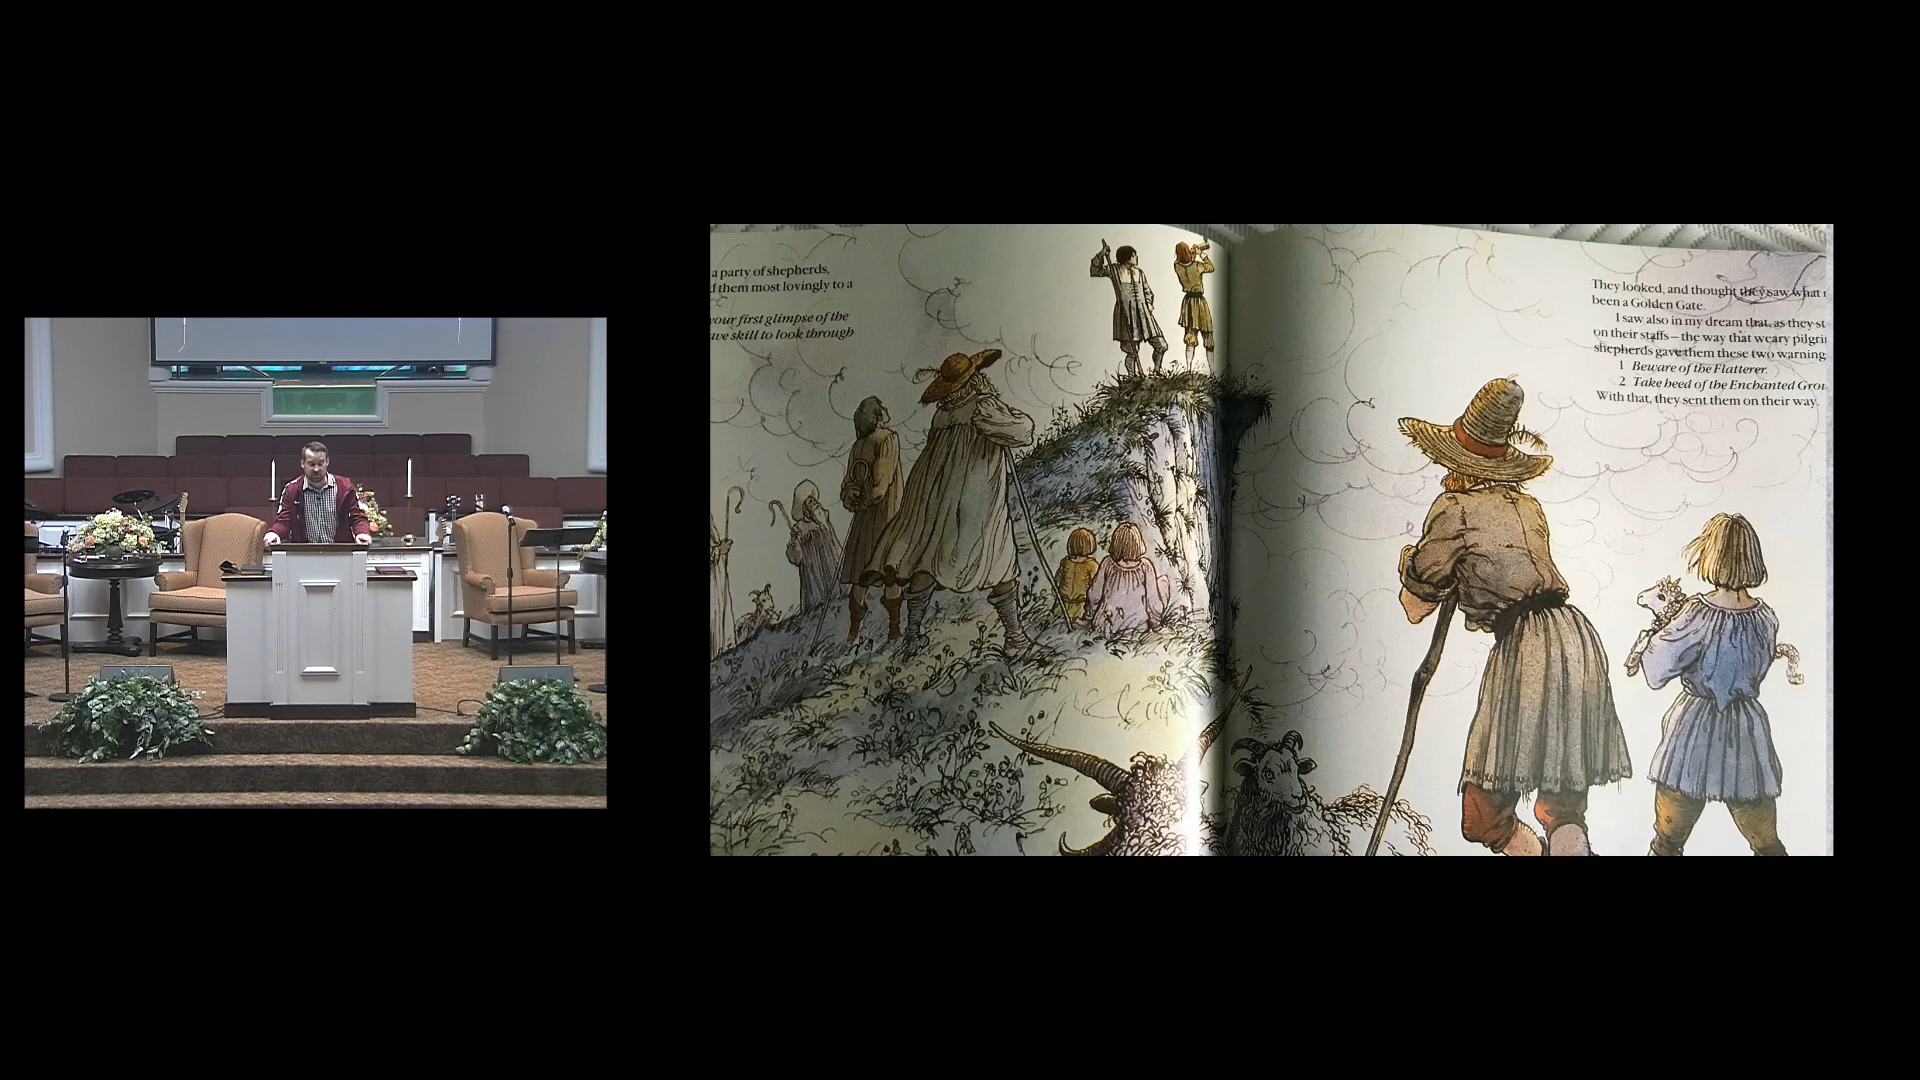 a party of shepherds,
them most lovingly to a
your first glimpse of the
skill to look through
They looked, and thought they saw what
been a Golden Gate.
I saw also in my dream that, as they
on their staffs – the way that weary
shepherds gave them these two warning
1 Beware of the Flatterer.
2 Take heed of the Enchanted
With that, they sent them on their way.